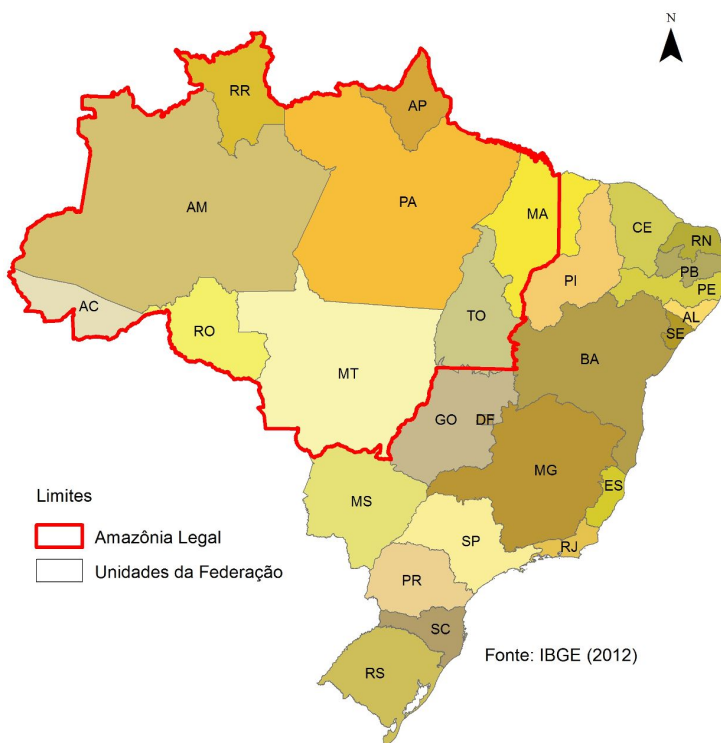 N
RR
AP
AM
PA
MA
CE
RN
PB
PE
AL
SE
PI
AC
TO
RO
BA
MT
GO
DF
MG
ES
MS
SP
RJ
PR
SC
RS
Limites
Amazônia Legal
Unidades da Federação
Fonte: IBGE (2012)